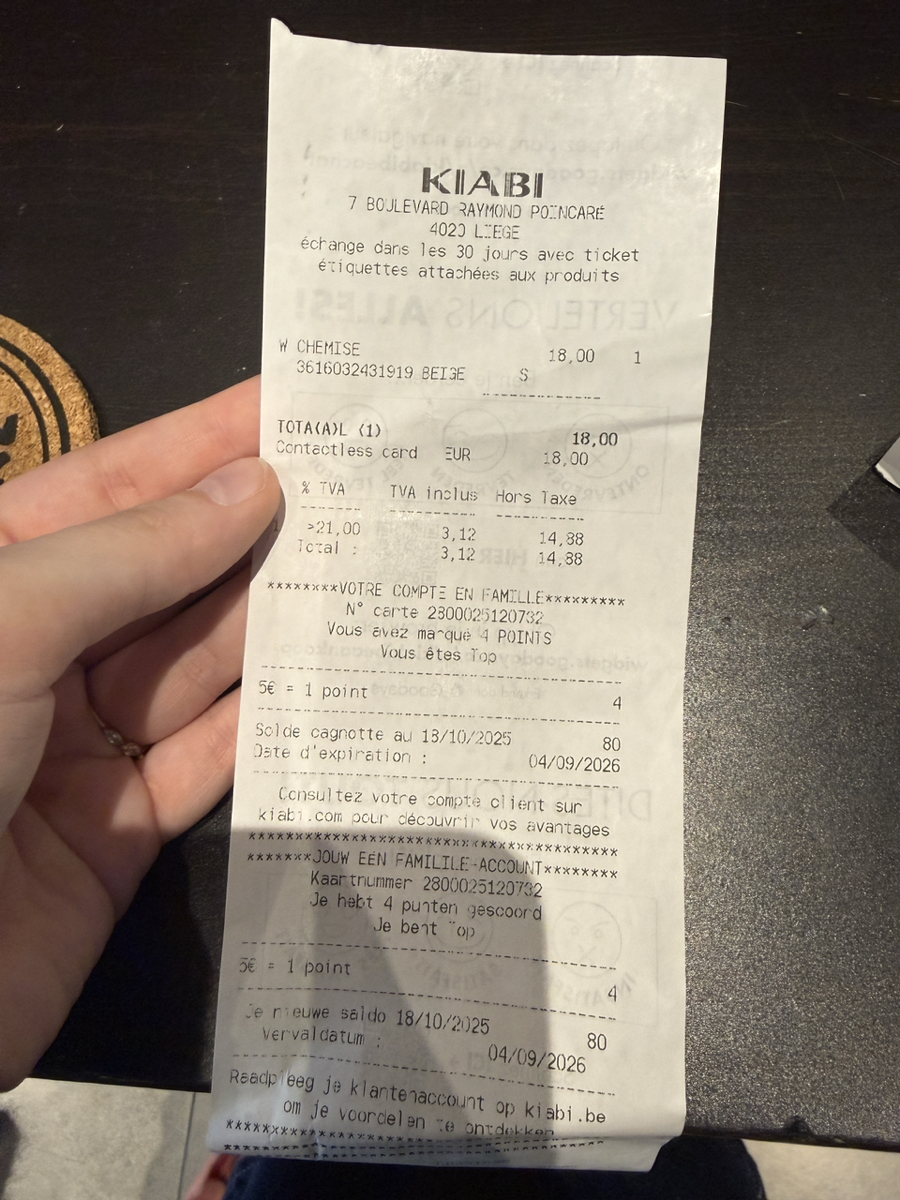 KIABI
7 BOULEVARD RAYMOND POINCARÉ
4020 LIEGE
échange dans les 30 jours avec ticket
étiquettes attachées aux produits
W CHEMISE 18,00 1
3616032431919 BEIGE S
TOTA(A)L (1) 18,00
Contactless card EUR 18,00
% TVA TVA inclus Hors Taxe
>21,00 3,12 14,88
Total : 3,12 14,88
********VOTRE COMPTE EN FAMILLE*********
N° carte 2800025120732
Vous avez marqué 4 POINTS
Vous êtes Top
5€ = 1 point 4
Solde cagnotte au 18/10/2025 80
Date d'expiration : 04/09/2026
Consultez votre compte client sur
kiabi.com pour découvrir vos avantages
****************************************
*******JOUW EEN FAMILILE-ACCOUNT********
Kaartnummer 2800025120732
Je hebt 4 punten gescoord
Je bent Top
5€ = 1 point 4
Je nieuwe saldo 18/10/2025 80
Vervaldatum : 04/09/2026
Raadpleeg je klantenaccount op kiabi.be
om je voordelen te ontdekken
****************************************